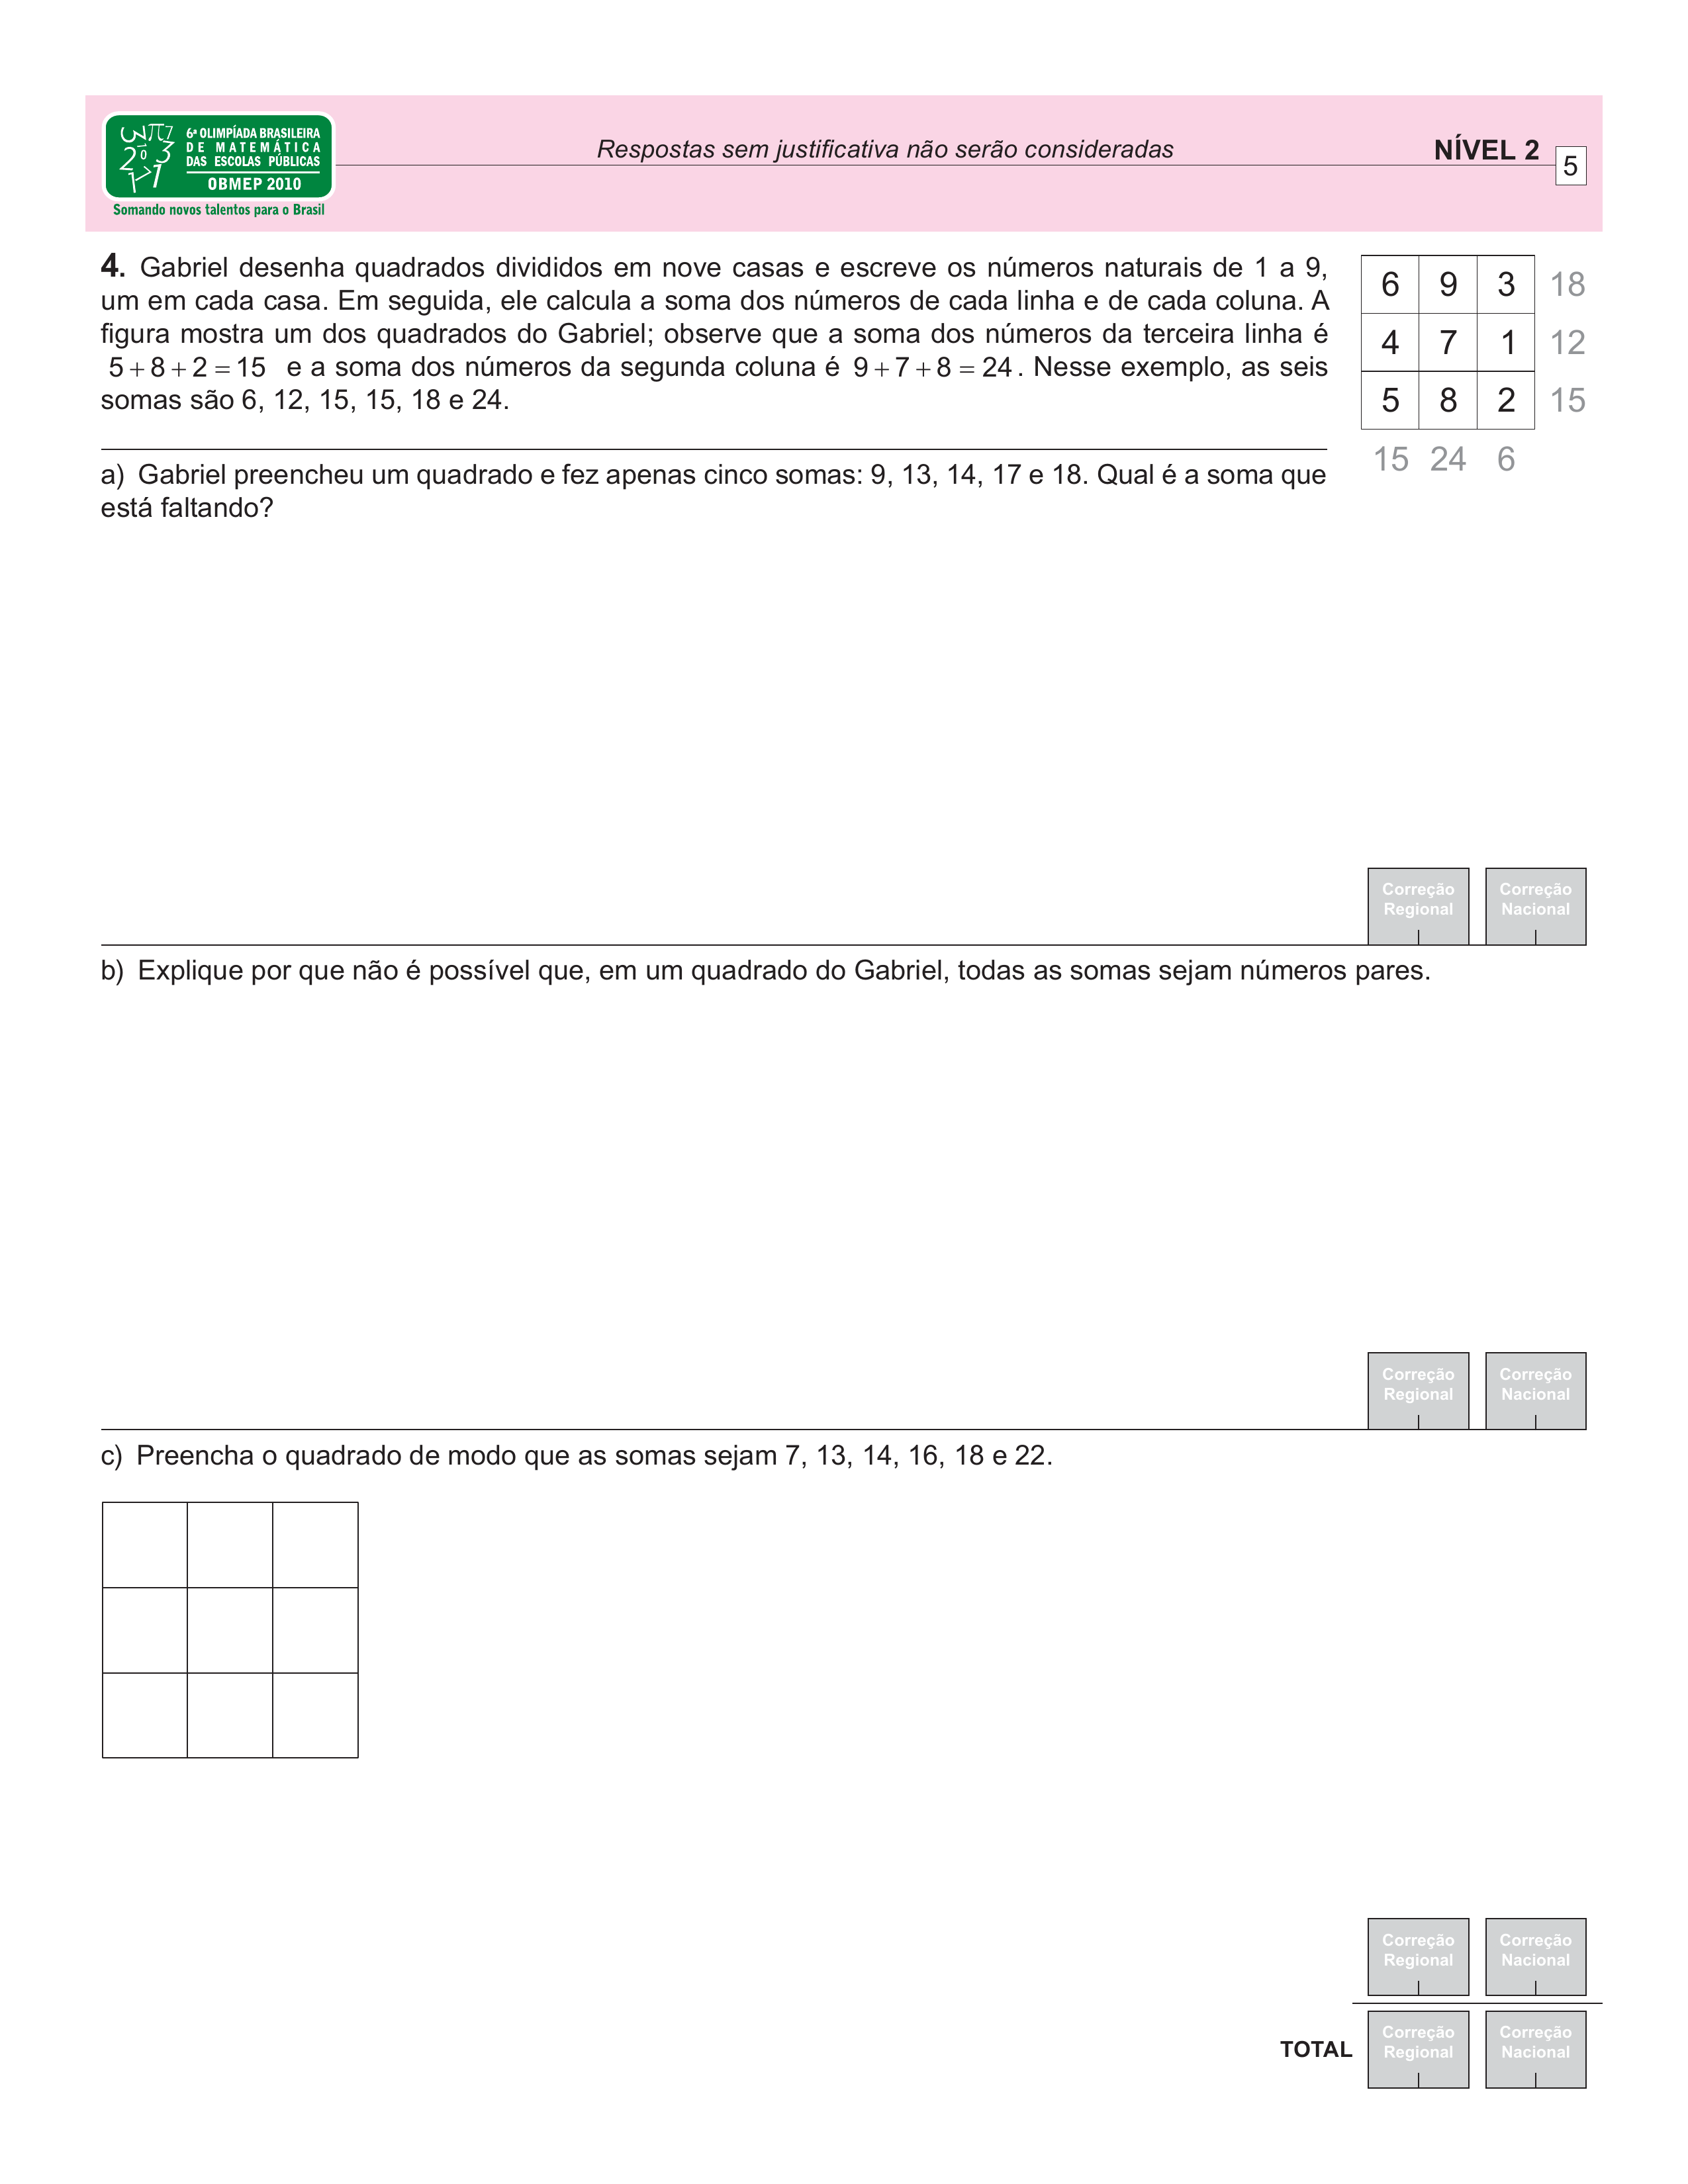 6ª OLIMPÍADA BRASILEIRA
DE MATEMÁTICA
DAS ESCOLAS PÚBLICAS
OBMEP 2010
Somando novos talentos para o Brasil
Respostas sem justificativa não serão consideradas
NÍVEL 2
5
4. Gabriel desenha quadrados divididos em nove casas e escreve os números naturais de 1 a 9,
um em cada casa. Em seguida, ele calcula a soma dos números de cada linha e de cada coluna. A
figura mostra um dos quadrados do Gabriel; observe que a soma dos números da terceira linha é
5 + 8 + 2 = 15 e a soma dos números da segunda coluna é 9 + 7 + 8 = 24. Nesse exemplo, as seis
somas são 6, 12, 15, 15, 18 e 24.
6 9 3 18
4 7 1 12
5 8 2 15
15 24 6
a) Gabriel preencheu um quadrado e fez apenas cinco somas: 9, 13, 14, 17 e 18. Qual é a soma que
está faltando?
Correção Regional
Correção Nacional
b) Explique por que não é possível que, em um quadrado do Gabriel, todas as somas sejam números pares.
Correção Regional
Correção Nacional
c) Preencha o quadrado de modo que as somas sejam 7, 13, 14, 16, 18 e 22.
Correção Regional
Correção Nacional
TOTAL
Correção Regional
Correção Nacional